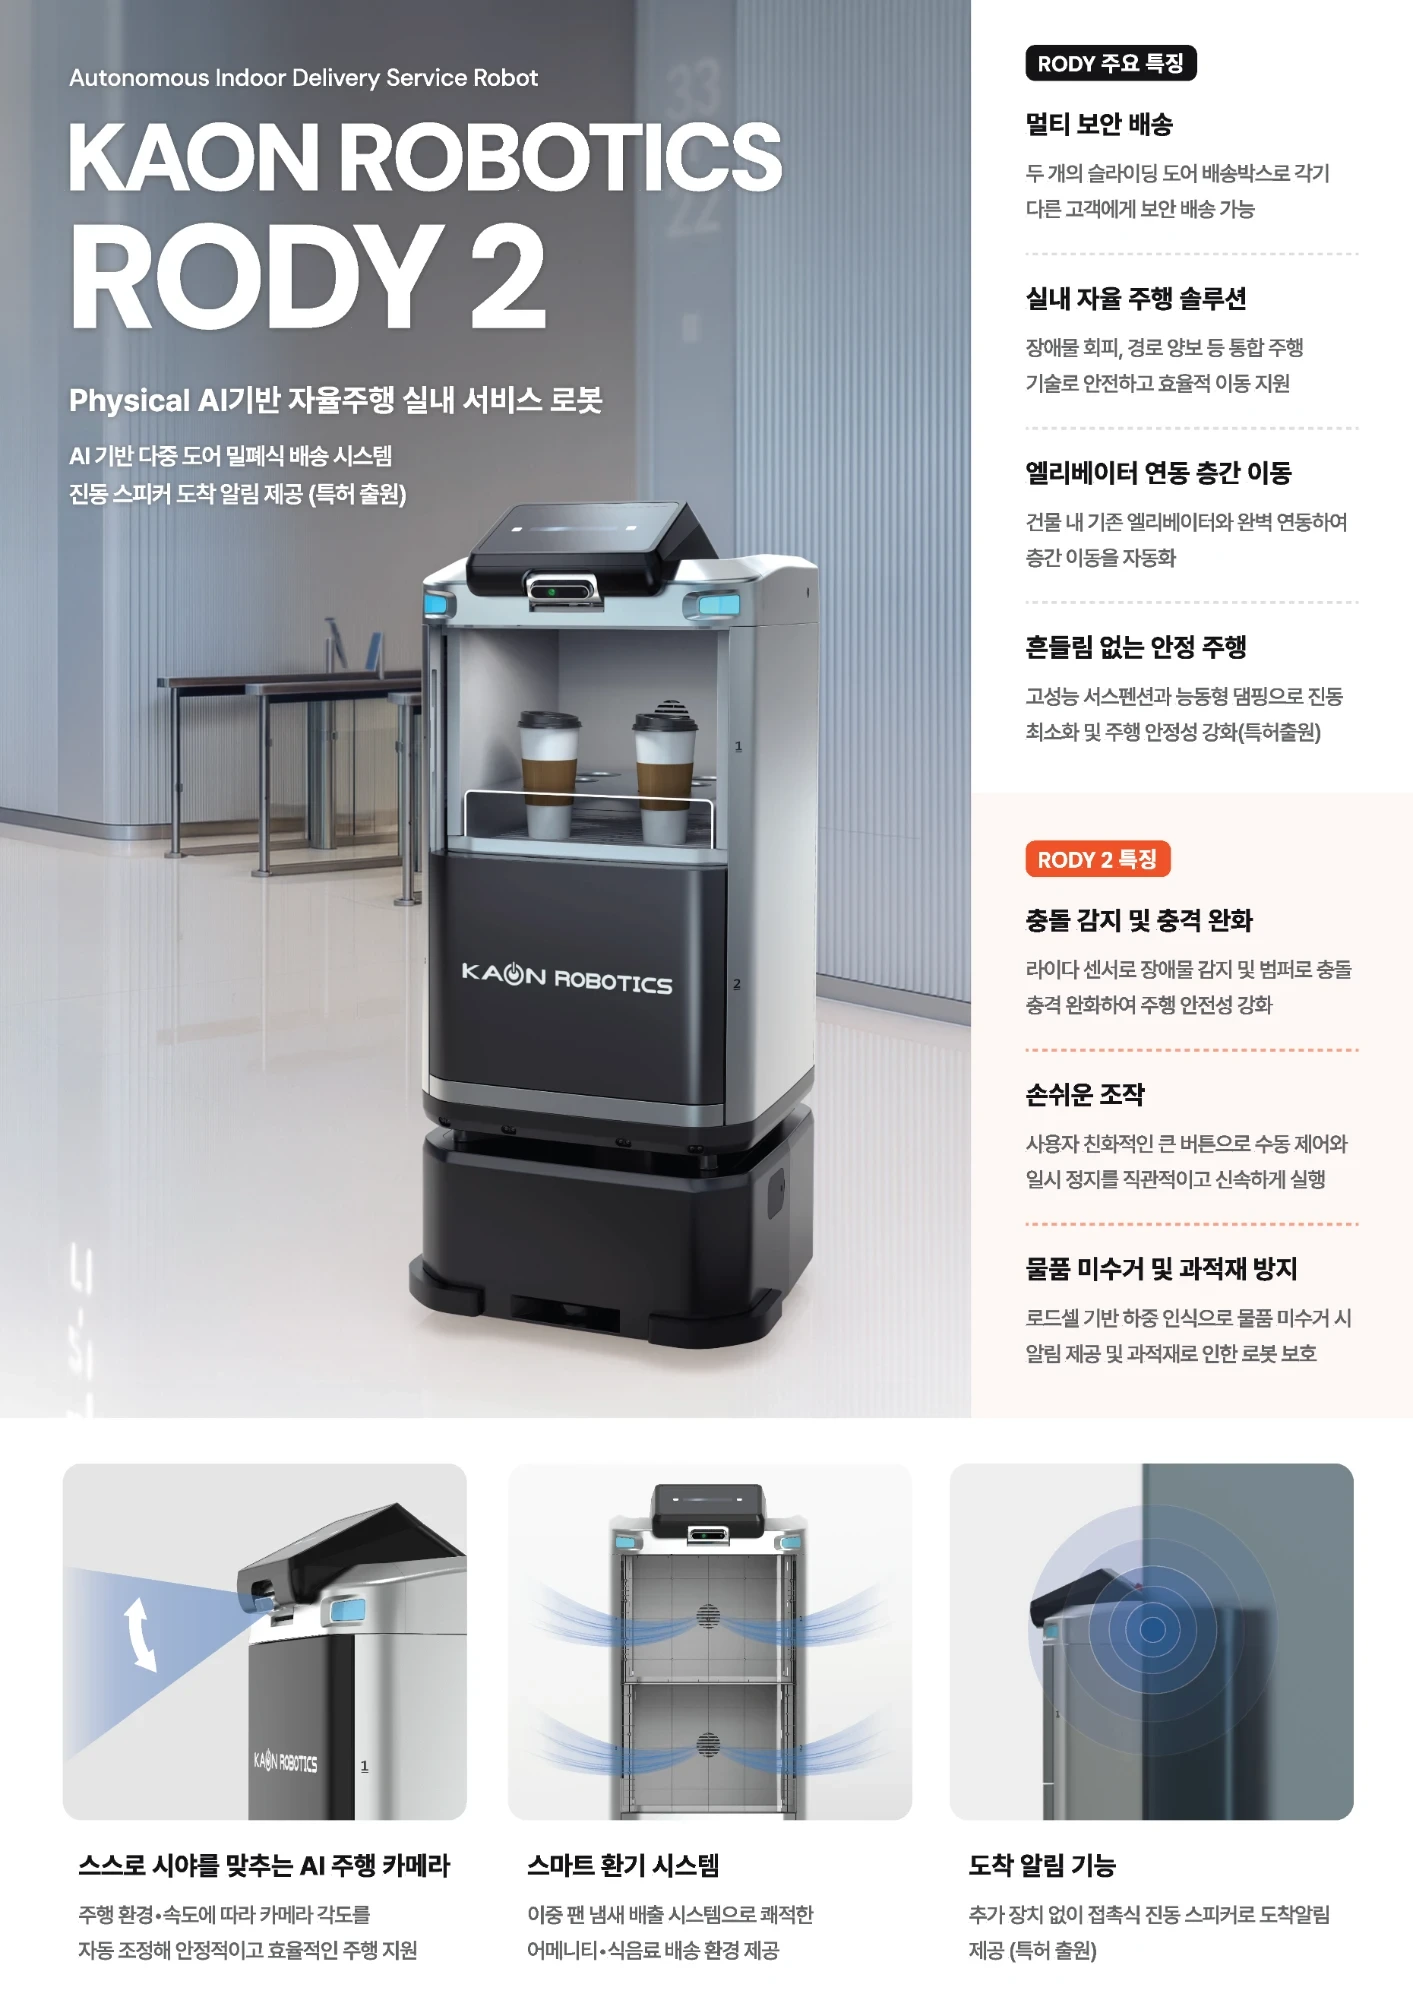 Autonomous Indoor Delivery Service Robot
KAON ROBOTICS
RODY 2
Physical AI기반 자율주행 실내 서비스 로봇
AI 기반 다중 도어 밀폐식 배송 시스템
진동 스피커 도착 알림 제공 (특허 출원)
33
22
1
KAON ROBOTICS
2
RODY 주요 특징
멀티 보안 배송
두 개의 슬라이딩 도어 배송박스로 각기
다른 고객에게 보안 배송 가능
실내 자율 주행 솔루션
장애물 회피, 경로 양보 등 통합 주행
기술로 안전하고 효율적 이동 지원
엘리베이터 연동 층간 이동
건물 내 기존 엘리베이터와 완벽 연동하여
층간 이동을 자동화
흔들림 없는 안정 주행
고성능 서스펜션과 능동형 댐핑으로 진동
최소화 및 주행 안정성 강화(특허출원)
RODY 2 특징
충돌 감지 및 충격 완화
라이다 센서로 장애물 감지 및 범퍼로 충돌
충격 완화하여 주행 안전성 강화
손쉬운 조작
사용자 친화적인 큰 버튼으로 수동 제어와
일시 정지를 직관적이고 신속하게 실행
물품 미수거 및 과적재 방지
로드셀 기반 하중 인식으로 물품 미수거 시
알림 제공 및 과적재로 인한 로봇 보호
KAON ROBOTICS
1
1
스스로 시야를 맞추는 AI 주행 카메라
주행 환경•속도에 따라 카메라 각도를
자동 조정해 안정적이고 효율적인 주행 지원
스마트 환기 시스템
이중 팬 냄새 배출 시스템으로 쾌적한
어메니티•식음료 배송 환경 제공
도착 알림 기능
추가 장치 없이 접촉식 진동 스피커로 도착알림
제공 (특허 출원)